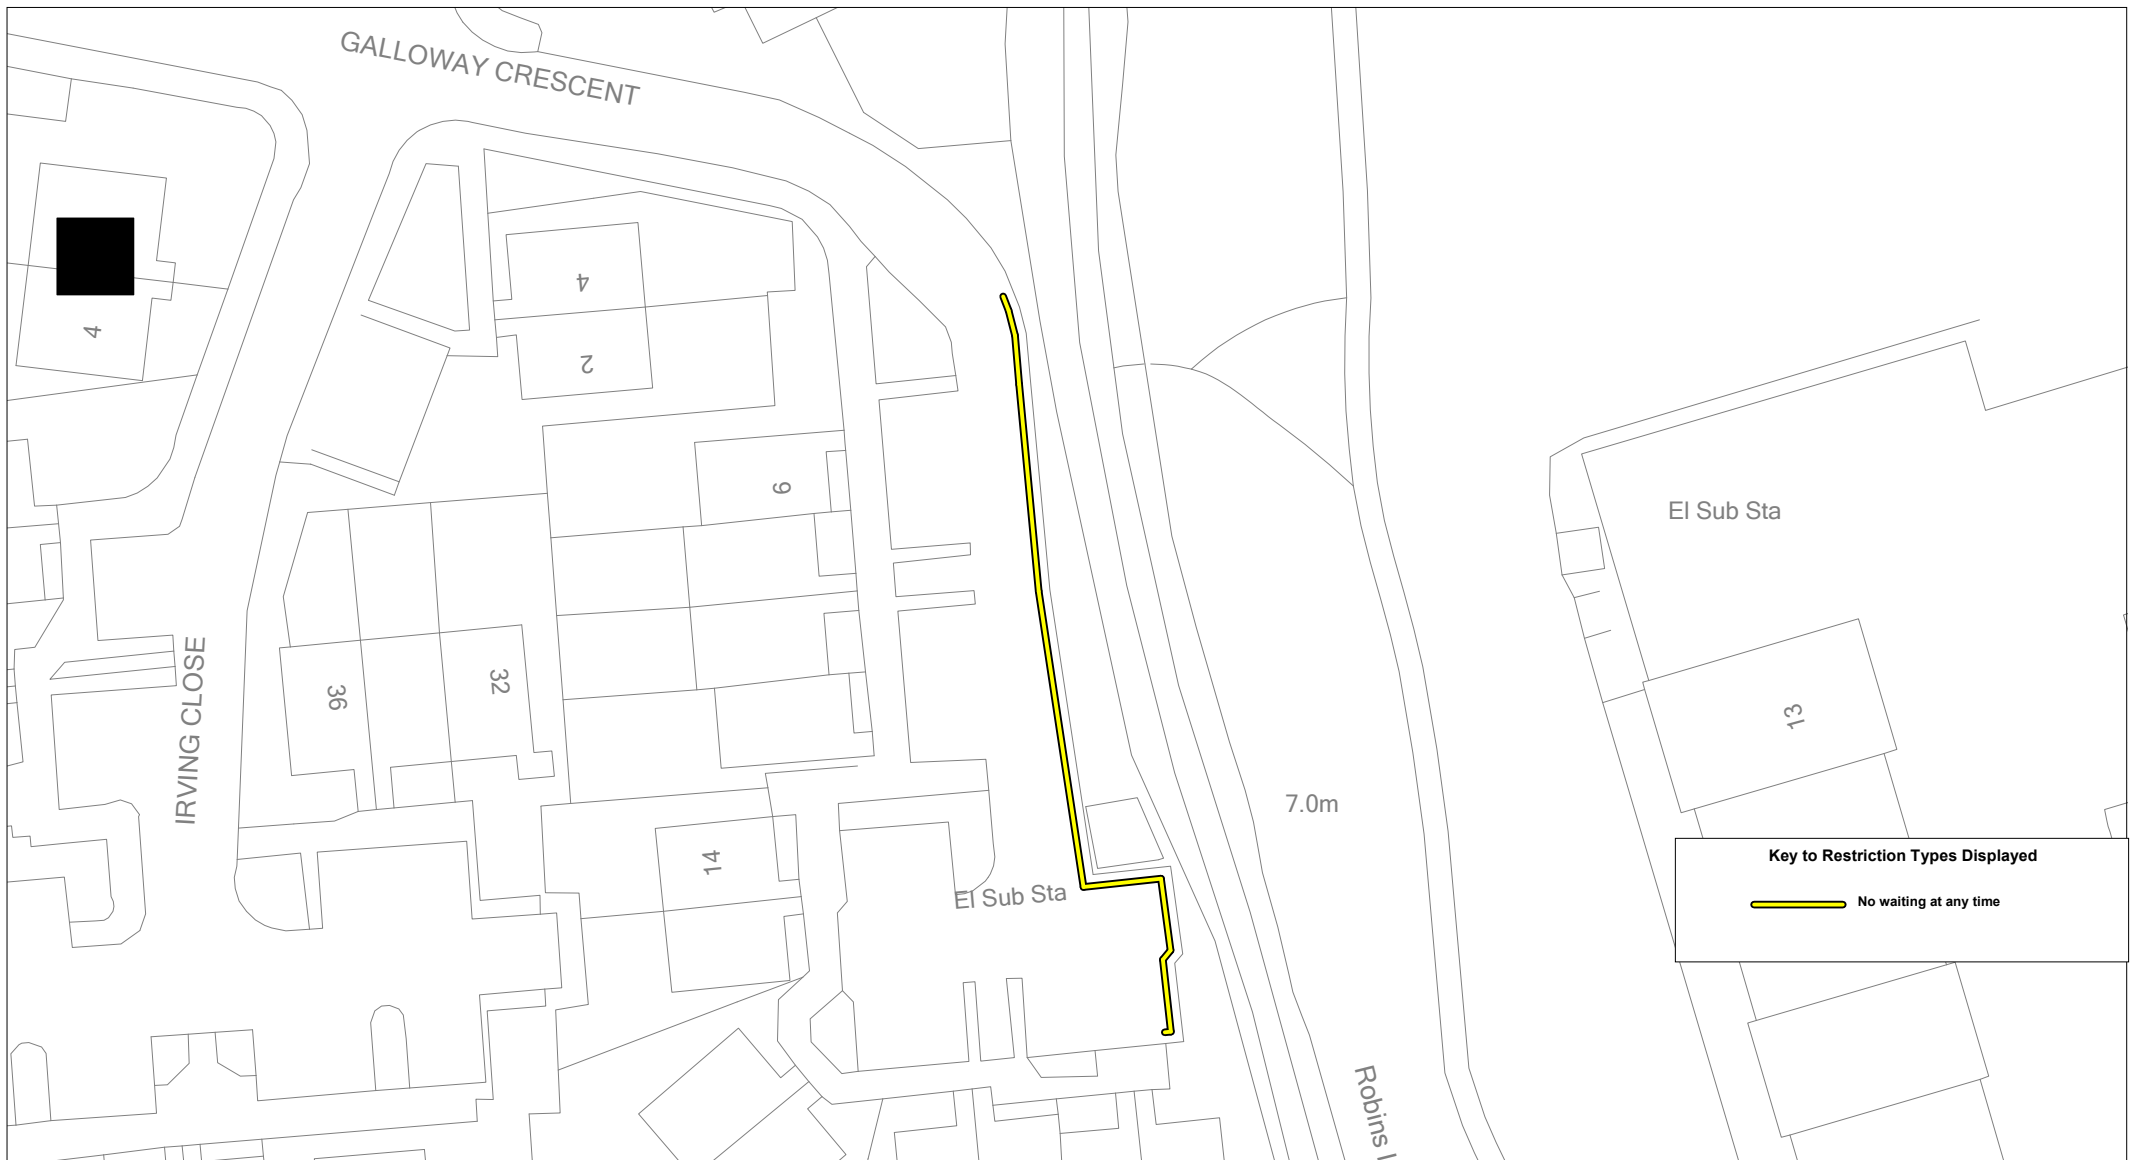 GALLOWAY CRESCENT
4
4
2
6
El Sub Sta
36
32
13
IRVING CLOSE
7.0m
14
El Sub Sta
Key to Restriction Types Displayed
No waiting at any time
Robins